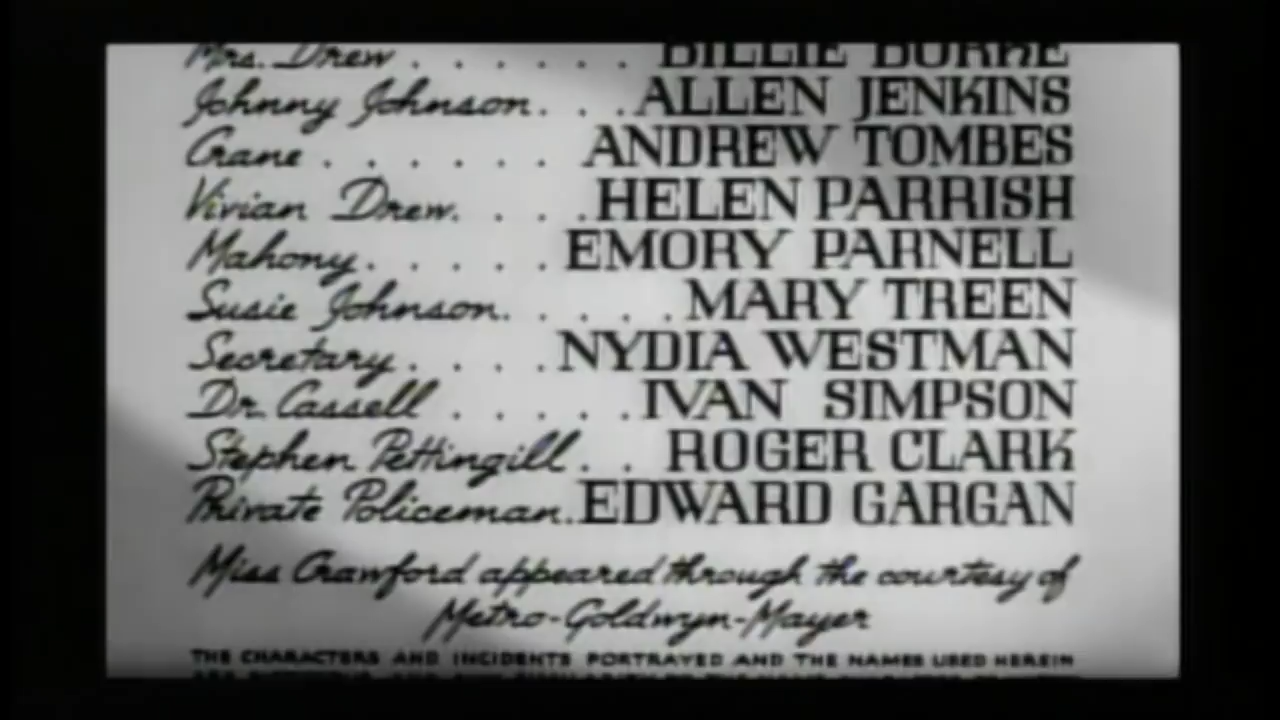 Mrs. Drew . . . . . . BILLIE BURKE
Johnny Johnson. . . . ALLEN JENKINS
Crane . . . . . . ANDREW TOMBES
Vivian Drew. . . . HELEN PARRISH
Mahony. . . . . EMORY PARNELL
Susie Johnson. . . . . MARY TREEN
Secretary. . . . NYDIA WESTMAN
Dr. Cassell . . . . . IVAN SIMPSON
Stephen Pettingill. . . ROGER CLARK
Private Policeman. EDWARD GARGAN
Miss Crawford appeared through the courtesy of
Metro-Goldwyn-Mayer
THE CHARACTERS AND INCIDENTS PORTRAYED AND THE NAMES USED HEREIN